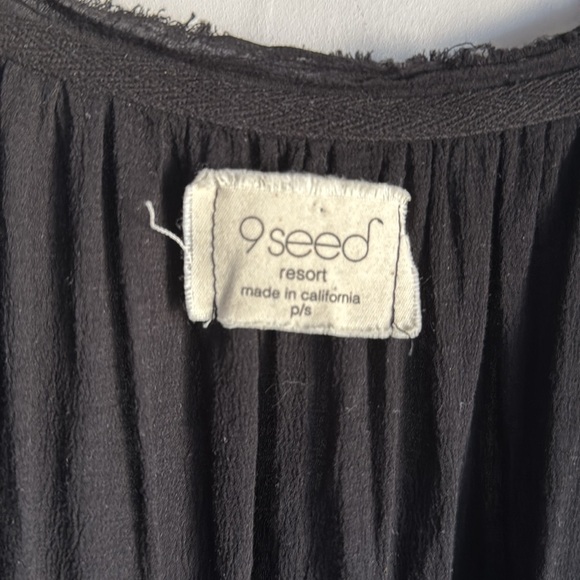 9seed
resort
made in california
p/s